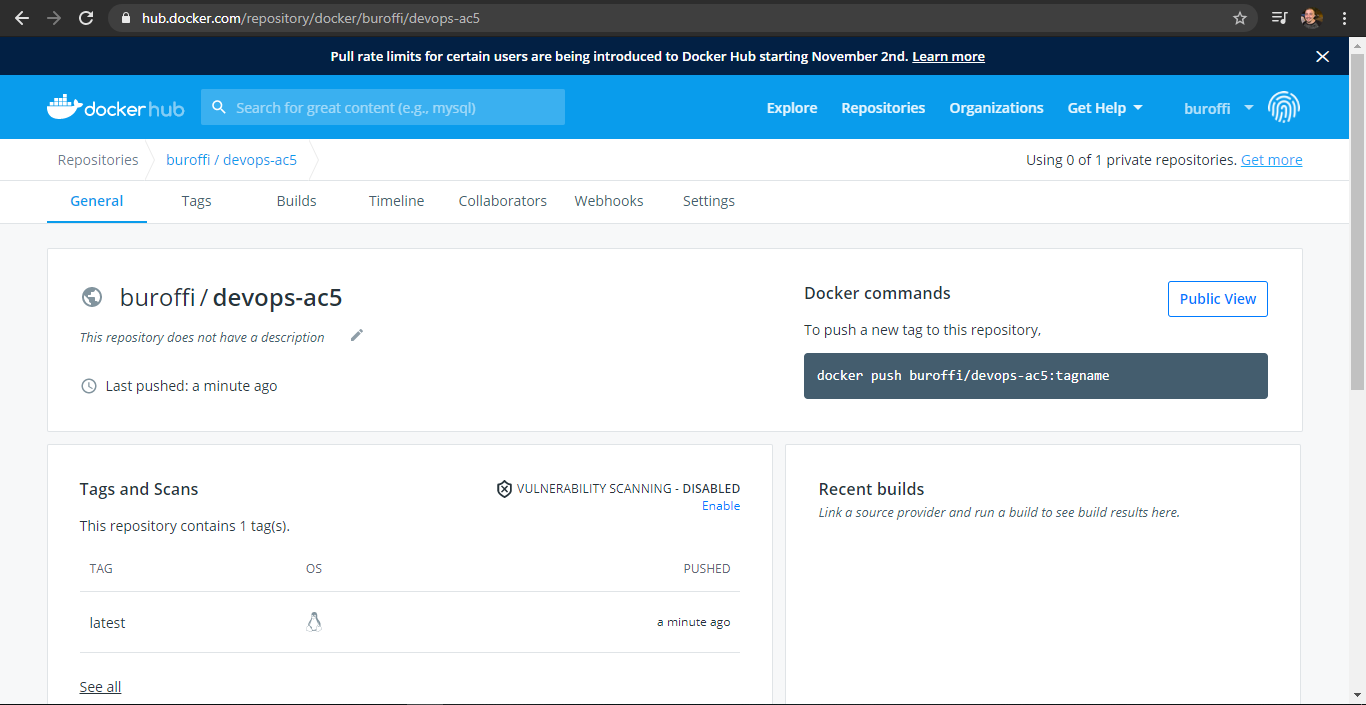 hub.docker.com/repository/docker/buroffi/devops-ac5
Pull rate limits for certain users are being introduced to Docker Hub starting November 2nd. Learn more
dockerhub
Search for great content (e.g., mysql)
Explore
Repositories
Organizations
Get Help
buroffi
Repositories
buroffi / devops-ac5
Using 0 of 1 private repositories. Get more
General
Tags
Builds
Timeline
Collaborators
Webhooks
Settings
buroffi / devops-ac5
This repository does not have a description
Last pushed: a minute ago
Docker commands
Public View
To push a new tag to this repository,
docker push buroffi/devops-ac5:tagname
Tags and Scans
VULNERABILITY SCANNING - DISABLED
Enable
This repository contains 1 tag(s).
TAG
OS
PUSHED
latest
a minute ago
See all
Recent builds
Link a source provider and run a build to see build results here.